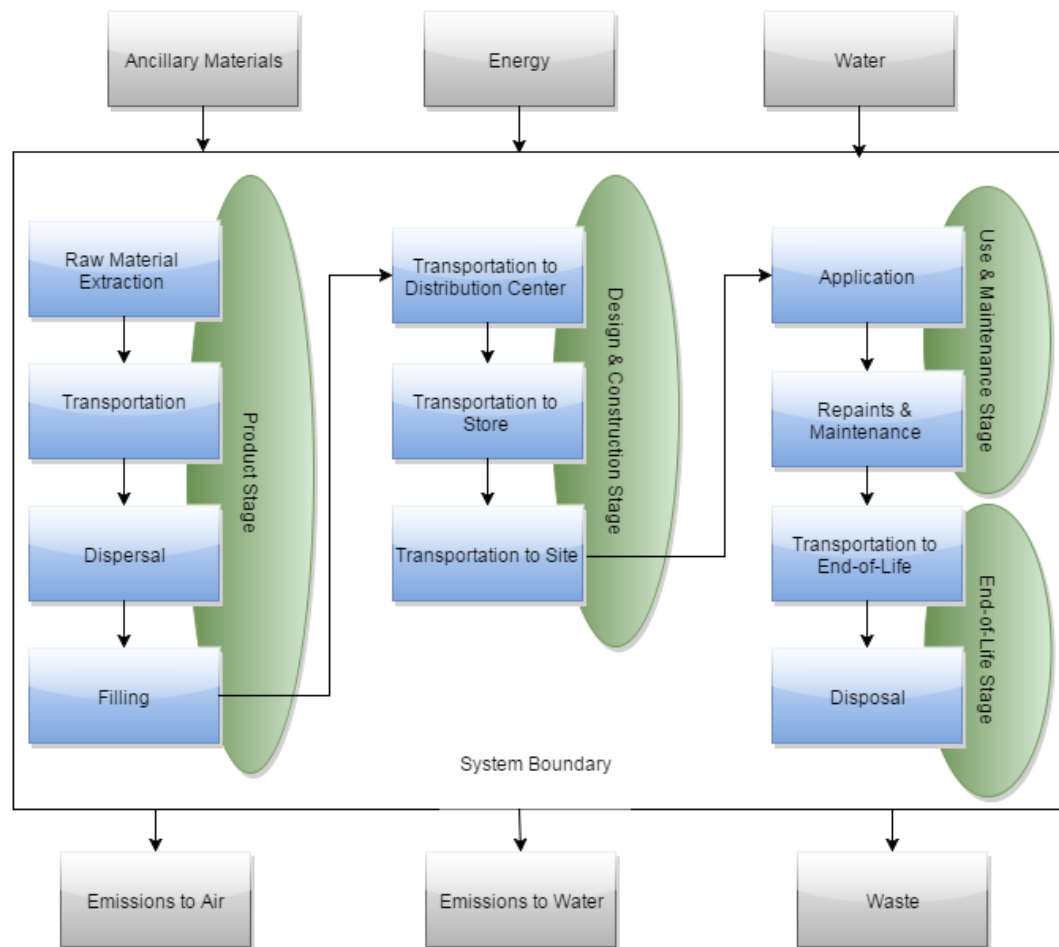 Ancillary Materials
Energy
Water
Raw Material
Extraction
Transportation
Dispersal
Filling
Product Stage
Transportation to
Distribution Center
Transportation to
Store
Transportation to Site
Design & Construction Stage
Application
Repaints &
Maintenance
Use & Maintenance Stage
Transportation to
End-of-Life
Disposal
End-of-Life Stage
System Boundary
Emissions to Air
Emissions to Water
Waste